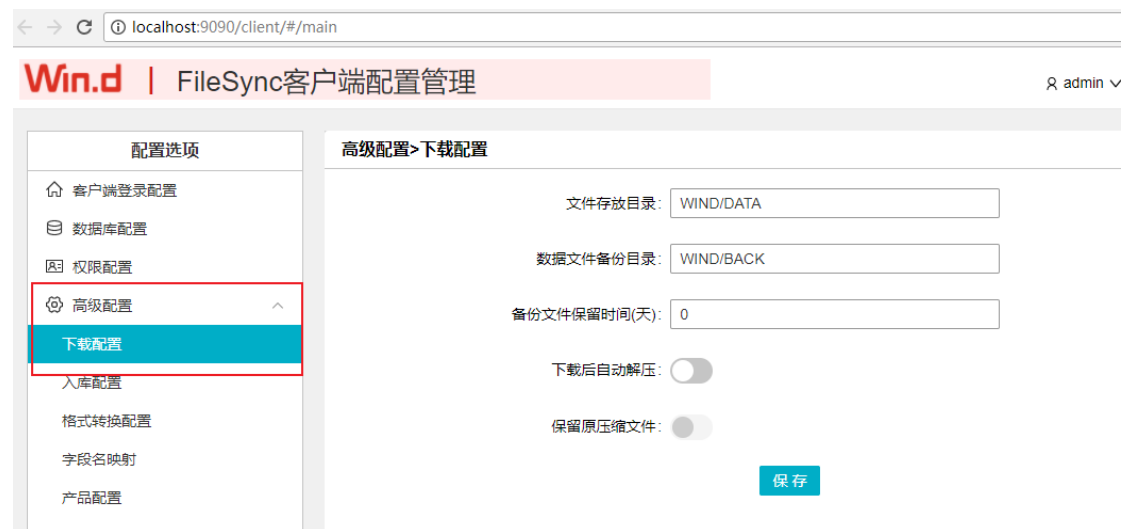 localhost:9090/client/#/main
Win.d | FileSync客户端配置管理
admin
配置选项
客户端登录配置
数据库配置
权限配置
高级配置
下载配置
入库配置
格式转换配置
字段名映射
产品配置
高级配置>下载配置
文件存放目录: WIND/DATA
数据文件备份目录: WIND/BACK
备份文件保留时间(天): 0
下载后自动解压:
保留原压缩文件:
保存